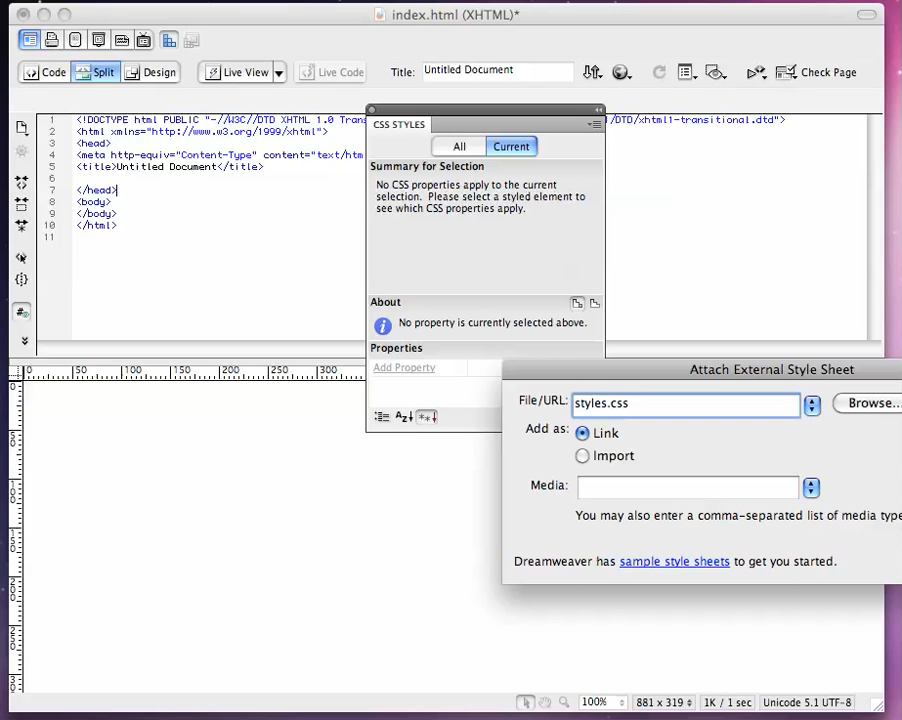 index.html (XHTML)*
Code
Split
Design
Live View
Live Code
Title:
Untitled Document
Check Page
1 <!DOCTYPE html PUBLIC "-//W3C//DTD XHTML 1.0 Trans
/DTD/xhtml1-transitional.dtd">
2 <html xmlns="http://www.w3.org/1999/xhtml">
3 <head>
4 <meta http-equiv="Content-Type" content="text/htm
5 <title>Untitled Document</title>
6
7 </head>
8 <body>
9 </body>
10 </html>
11
CSS STYLES
All
Current
Summary for Selection
No CSS properties apply to the current
selection. Please select a styled element to
see which CSS properties apply.
About
No property is currently selected above.
Properties
Add Property
A z
0 50 100 150 200 250 300
Attach External Style Sheet
File/URL:
styles.css
Browse...
Add as:
Link
Import
Media:
You may also enter a comma-separated list of media type
Dreamweaver has sample style sheets to get you started.
100%
881 x 319
1K / 1 sec
Unicode 5.1 UTF-8